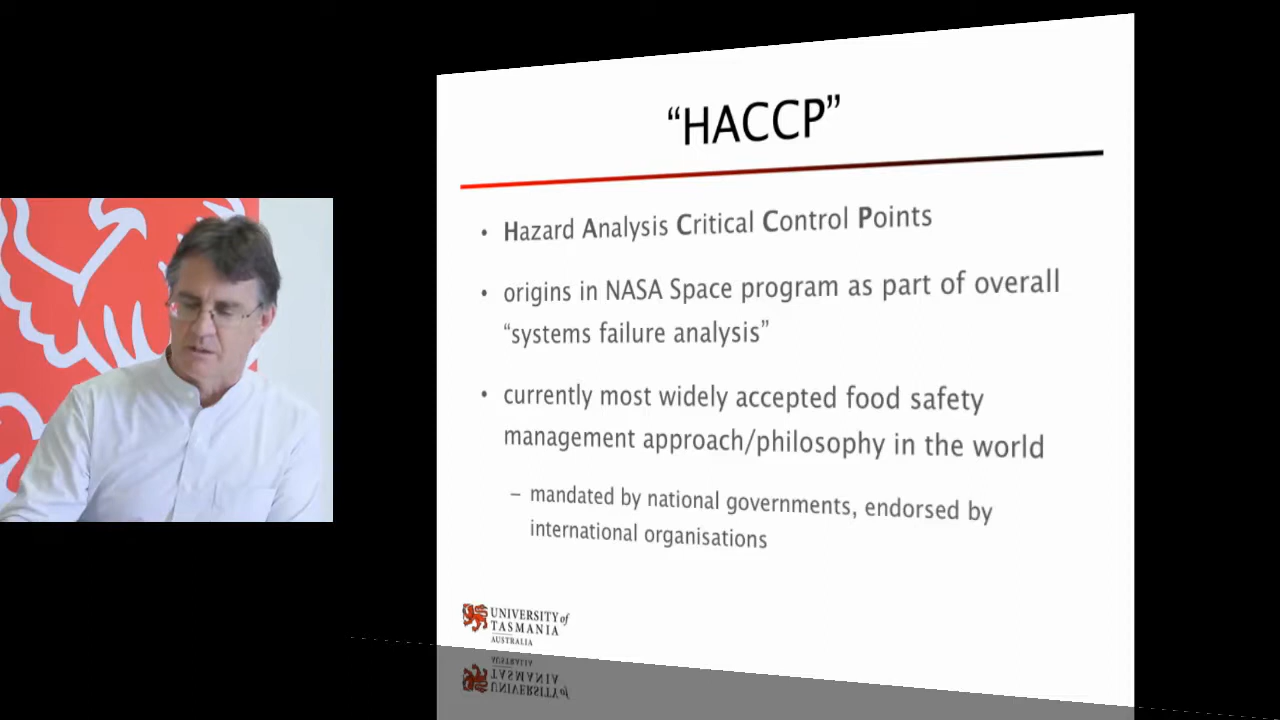 “HACCP”
• Hazard Analysis Critical Control Points
• origins in NASA Space program as part of overall
“systems failure analysis”
• currently most widely accepted food safety
management approach/philosophy in the world
– mandated by national governments, endorsed by
international organisations
UNIVERSITY of
TASMANIA
AUSTRALIA